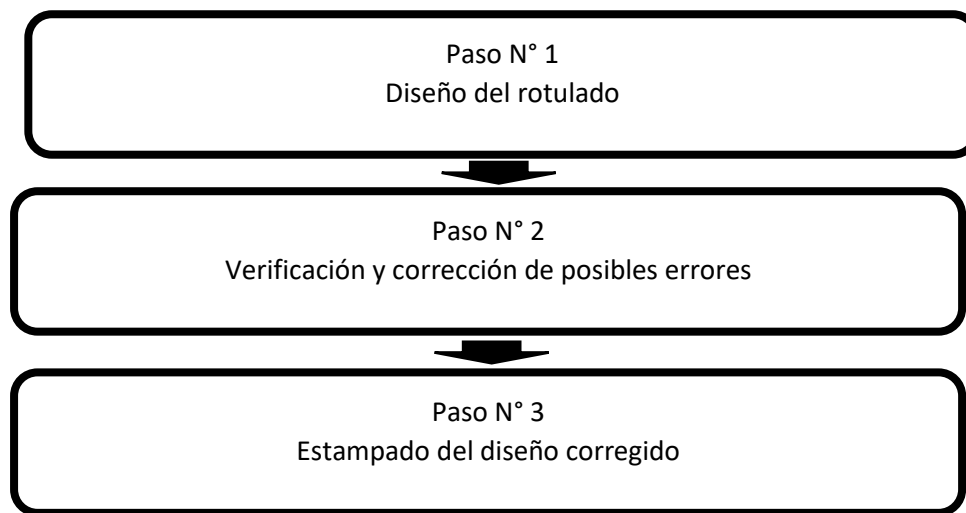 Paso N° 1
Diseño del rotulado
Paso N° 2
Verificación y corrección de posibles errores
Paso N° 3
Estampado del diseño corregido